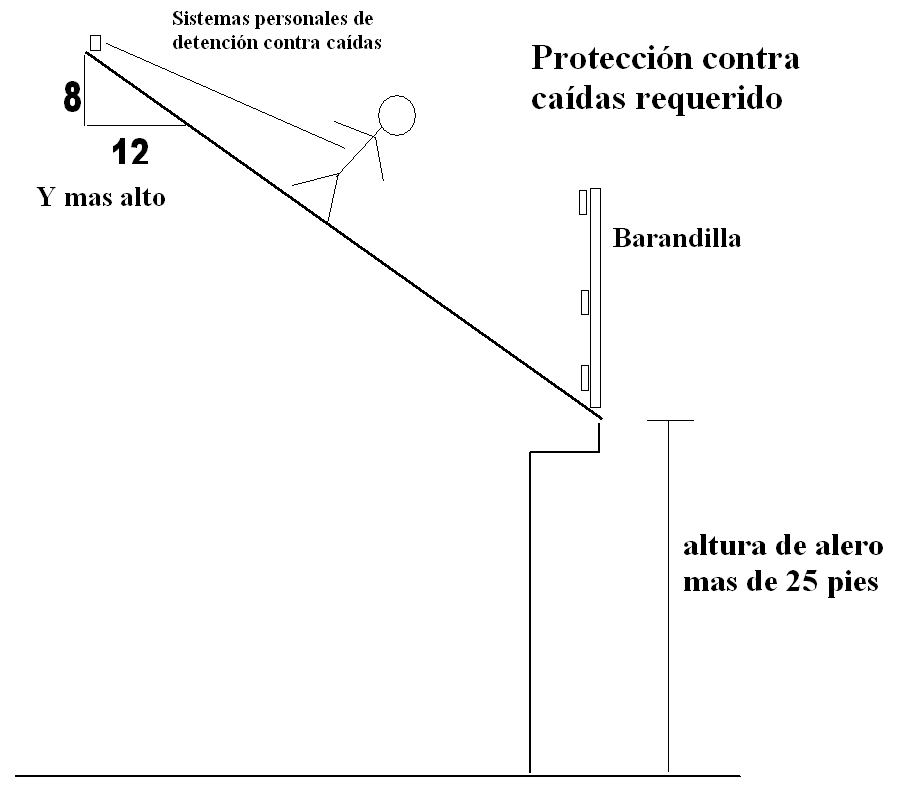 Sistemas personales de
detención contra caídas
Protección contra
caídas requerido
8
12
Y mas alto
Barandilla
altura de alero
mas de 25 pies